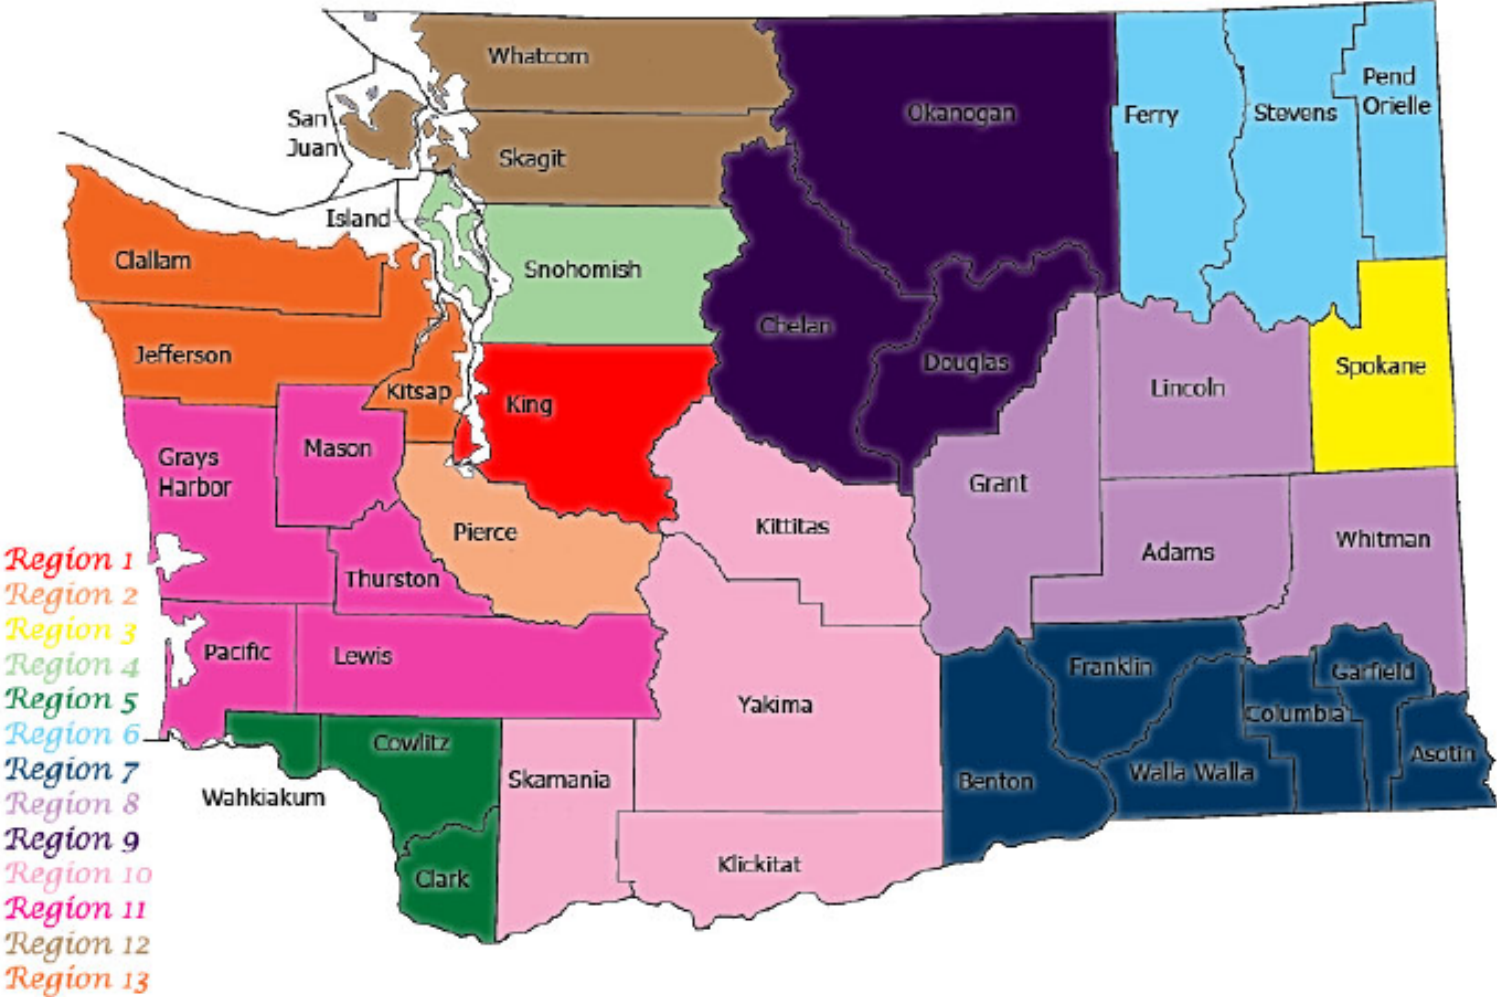 Whatcom
San
Juan
Skagit
Island
Snohomish
Okanogan
Ferry
Stevens
Pend
Orielle
Clallam
Jefferson
Kitsap
King
Chelan
Douglas
Lincoln
Spokane
Grays
Harbor
Mason
Pierce
Thurston
Kittitas
Grant
Adams
Whitman
Pacific
Lewis
Yakima
Franklin
Garfield
Columbia
Asotin
Walla Walla
Benton
Cowlitz
Wahkiakum
Skamania
Clark
Klickitat
Region 1
Region 2
Region 3
Region 4
Region 5
Region 6
Region 7
Region 8
Region 9
Region 10
Region 11
Region 12
Region 13